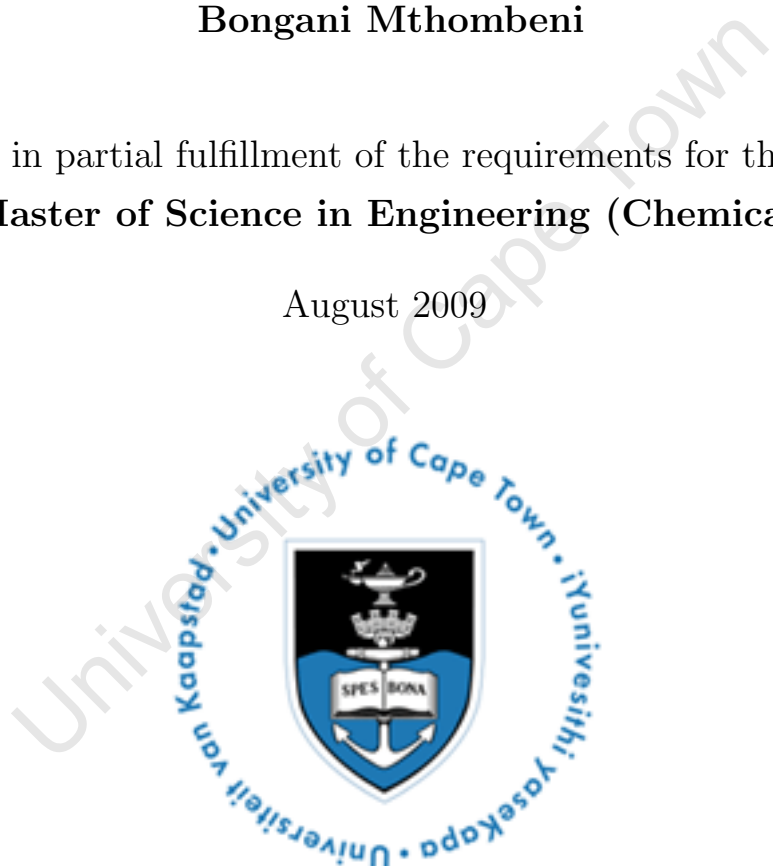 Bongani Mthombeni
in partial fulfillment of the requirements for th
Master of Science in Engineering (Chemica
August 2009
University of Cape Town
University of Cape Town • iYunivesithi yaseKapa • Universiteit van Kaapstad •
SPES BONA